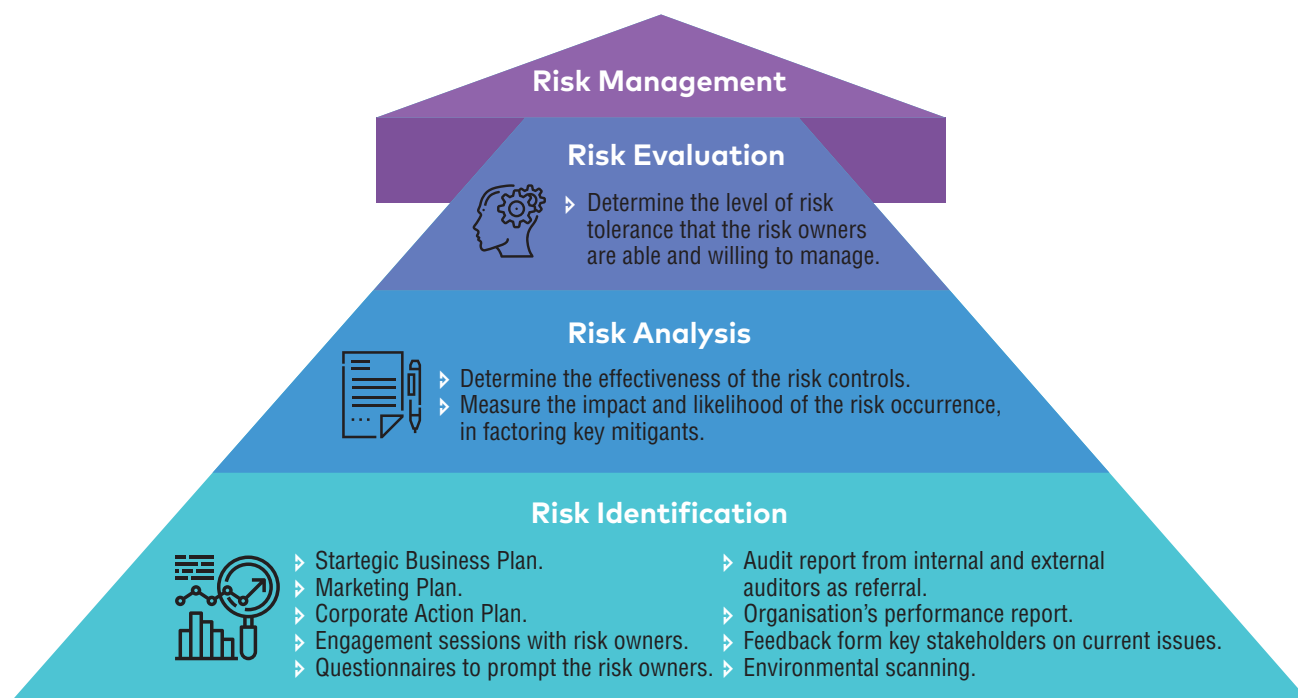 Risk Management
Risk Evaluation
Determine the level of risk
tolerance that the risk owners
are able and willing to manage.
Risk Analysis
Determine the effectiveness of the risk controls.
Measure the impact and likelihood of the risk occurrence,
in factoring key mitigants.
Risk Identification
Startegic Business Plan.
Marketing Plan.
Corporate Action Plan.
Engagement sessions with risk owners.
Questionnaires to prompt the risk owners.
Audit report from internal and external
auditors as referral.
Organisation's performance report.
Feedback form key stakeholders on current issues.
Environmental scanning.